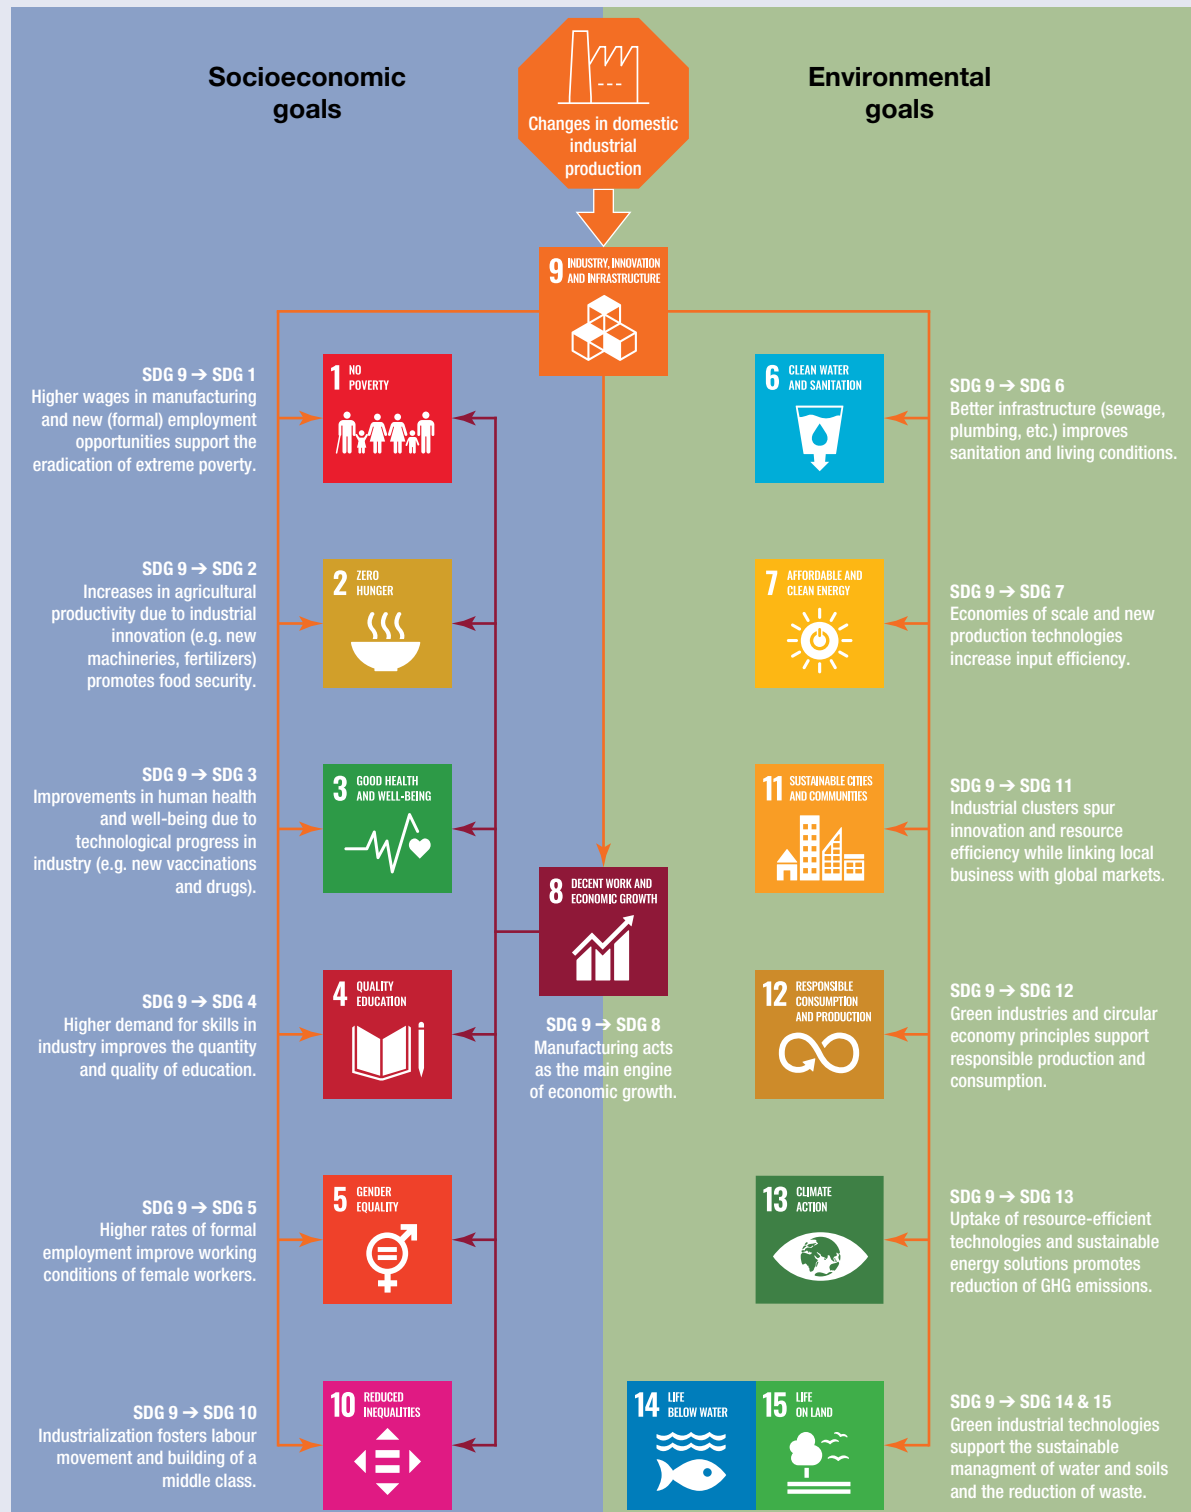 Socioeconomic
goals
Environmental
goals
Changes in domestic
industrial
production
9 INDUSTRY, INNOVATION
AND INFRASTRUCTURE
SDG 9 → SDG 1
Higher wages in manufacturing
and new (formal) employment
opportunities support the
eradication of extreme poverty.
1 NO
POVERTY
6 CLEAN WATER
AND SANITATION
SDG 9 → SDG 6
Better infrastructure (sewage,
plumbing, etc.) improves
sanitation and living conditions.
SDG 9 → SDG 2
Increases in agricultural
productivity due to industrial
innovation (e.g. new
machineries, fertilizers)
promotes food security.
2 ZERO
HUNGER
7 AFFORDABLE AND
CLEAN ENERGY
SDG 9 → SDG 7
Economies of scale and new
production technologies
increase input efficiency.
SDG 9 → SDG 3
Improvements in human health
and well-being due to
technological progress in
industry (e.g. new vaccinations
and drugs).
3 GOOD HEALTH
AND WELL-BEING
11 SUSTAINABLE CITIES
AND COMMUNITIES
SDG 9 → SDG 11
Industrial clusters spur
innovation and resource
efficiency while linking local
business with global markets.
8 DECENT WORK AND
ECONOMIC GROWTH
SDG 9 → SDG 8
Manufacturing acts
as the main engine
of economic growth.
SDG 9 → SDG 4
Higher demand for skills in
industry improves the quantity
and quality of education.
4 QUALITY
EDUCATION
12 RESPONSIBLE
CONSUMPTION
AND PRODUCTION
SDG 9 → SDG 12
Green industries and circular
economy principles support
responsible production and
consumption.
SDG 9 → SDG 5
Higher rates of formal
employment improve working
conditions of female workers.
5 GENDER
EQUALITY
13 CLIMATE
ACTION
SDG 9 → SDG 13
Uptake of resource-efficient
technologies and sustainable
energy solutions promotes
reduction of GHG emissions.
SDG 9 → SDG 10
Industrialization fosters labour
movement and building of a
middle class.
10 REDUCED
INEQUALITIES
14 LIFE
BELOW WATER
15 LIFE
ON LAND
SDG 9 → SDG 14 & 15
Green industrial technologies
support the sustainable
managment of water and soils
and the reduction of waste.